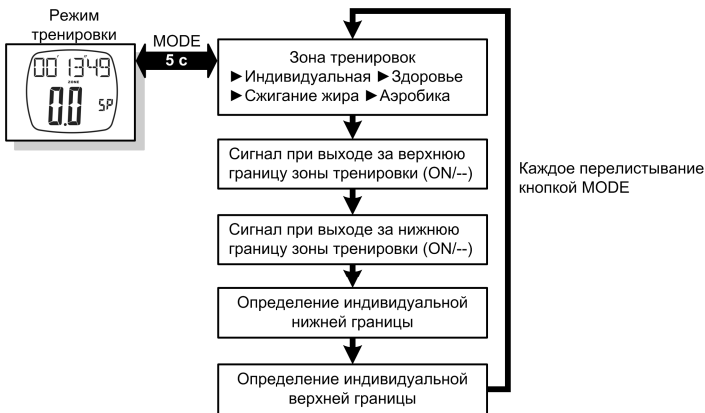 Режим
тренировки
MODE
5 с
00 13 49
ZONE
0.0 SP
Зона тренировок
►Индивидуальная ►Здоровье
►Сжигание жира ►Аэробика
Сигнал при выходе за верхнюю
границу зоны тренировки (ON/--)
Сигнал при выходе за нижнюю
границу зоны тренировки (ON/--)
Определение индивидуальной
нижней границы
Определение индивидуальной
верхней границы
Каждое перелистывание
кнопкой MODE